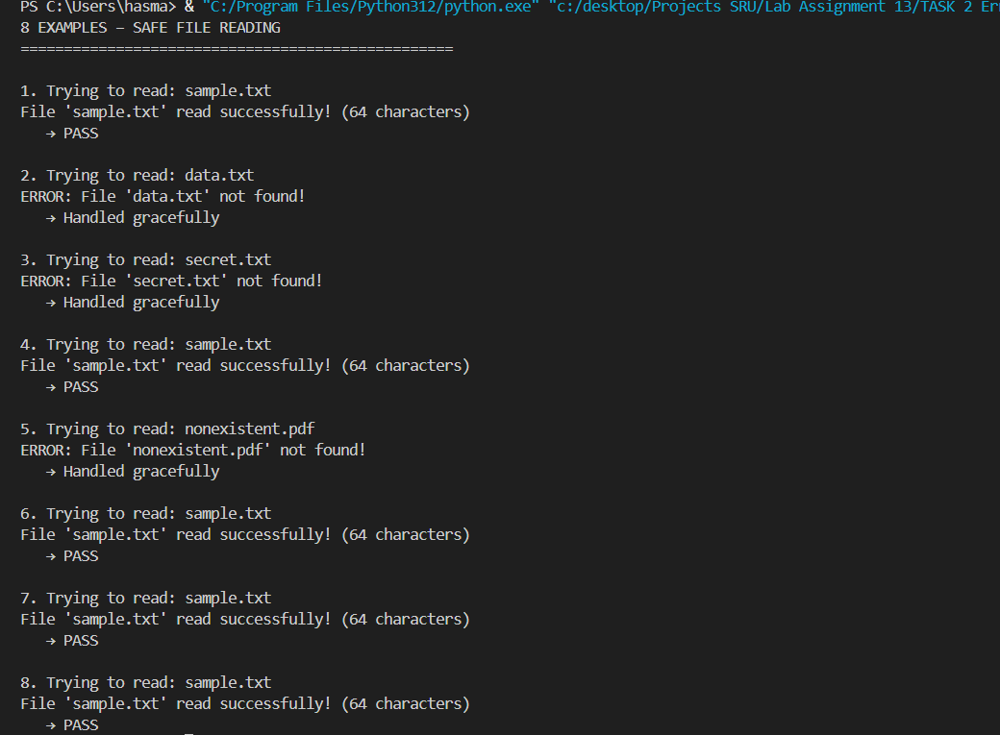 PS C:\Users\hasma> & "C:/Program Files/Python312/python.exe" "c:/desktop/Projects SRU/Lab Assignment 13/TASK 2 Er
8 EXAMPLES – SAFE FILE READING
==================================================
1. Trying to read: sample.txt
File 'sample.txt' read successfully! (64 characters)
→ PASS
2. Trying to read: data.txt
ERROR: File 'data.txt' not found!
→ Handled gracefully
3. Trying to read: secret.txt
ERROR: File 'secret.txt' not found!
→ Handled gracefully
4. Trying to read: sample.txt
File 'sample.txt' read successfully! (64 characters)
→ PASS
5. Trying to read: nonexistent.pdf
ERROR: File 'nonexistent.pdf' not found!
→ Handled gracefully
6. Trying to read: sample.txt
File 'sample.txt' read successfully! (64 characters)
→ PASS
7. Trying to read: sample.txt
File 'sample.txt' read successfully! (64 characters)
→ PASS
8. Trying to read: sample.txt
File 'sample.txt' read successfully! (64 characters)
→ PASS